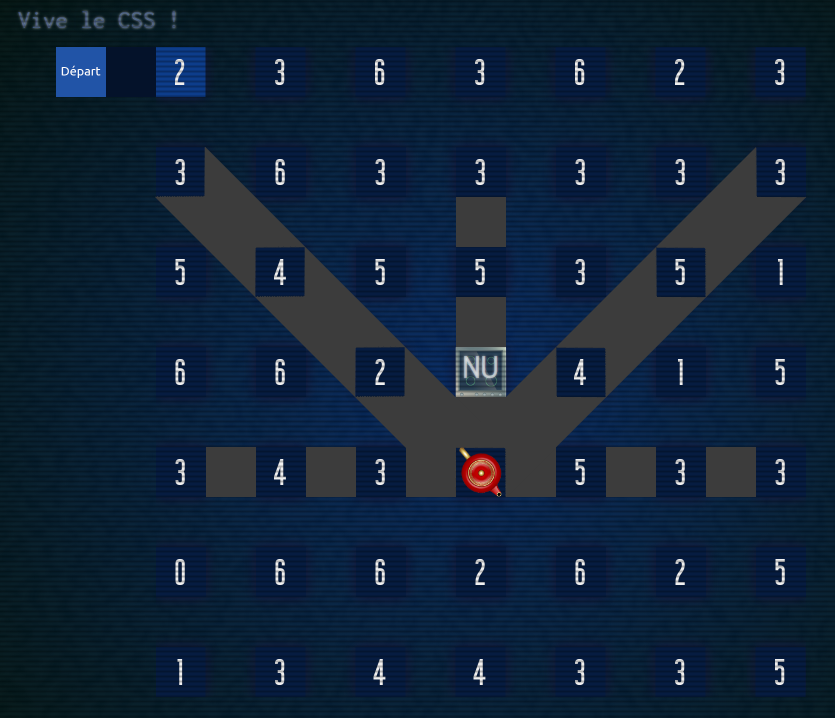 Vive le CSS !
Départ 2 3 6 3 6 2 3
3 6 3 3 3 3 3
5 4 5 5 3 5 1
6 6 2 NU 4 1 5
3 4 3 5 3 3
0 6 6 2 6 2 5
1 3 4 4 3 3 5